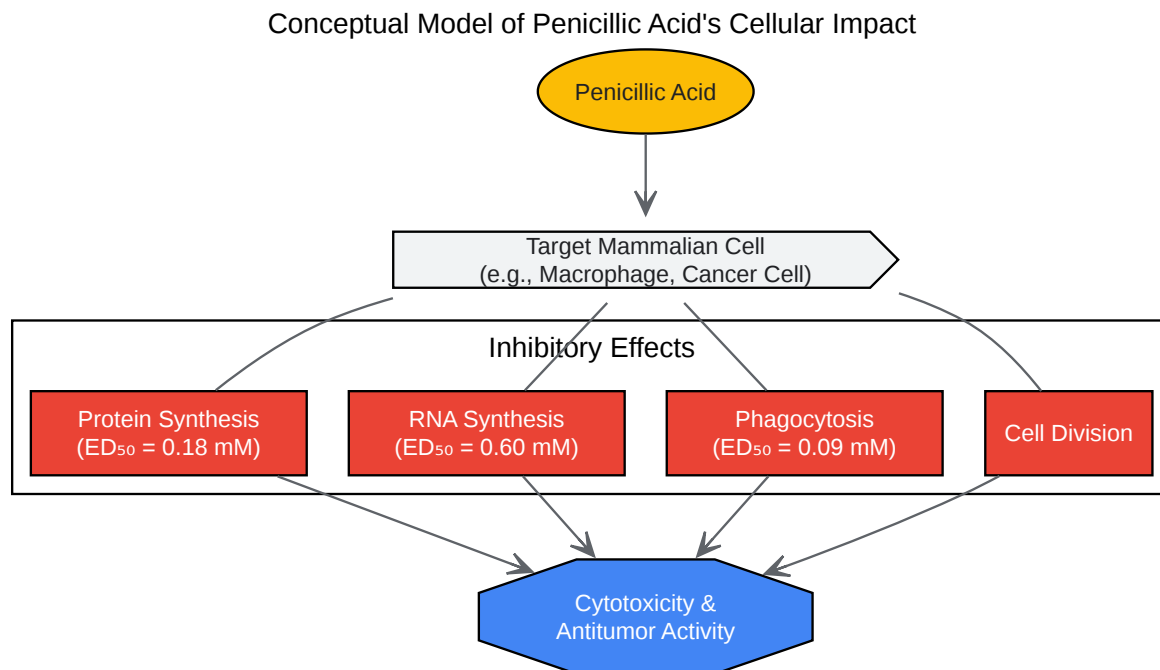 Conceptual Model of Penicillic Acid's Cellular Impact
Penicillic Acid
Target Mammalian Cell
(e.g., Macrophage, Cancer Cell)
Inhibitory Effects
Protein Synthesis
(ED₅₀ = 0.18 mM)
RNA Synthesis
(ED₅₀ = 0.60 mM)
Phagocytosis
(ED₅₀ = 0.09 mM)
Cell Division
Cytotoxicity &
Antitumor Activity